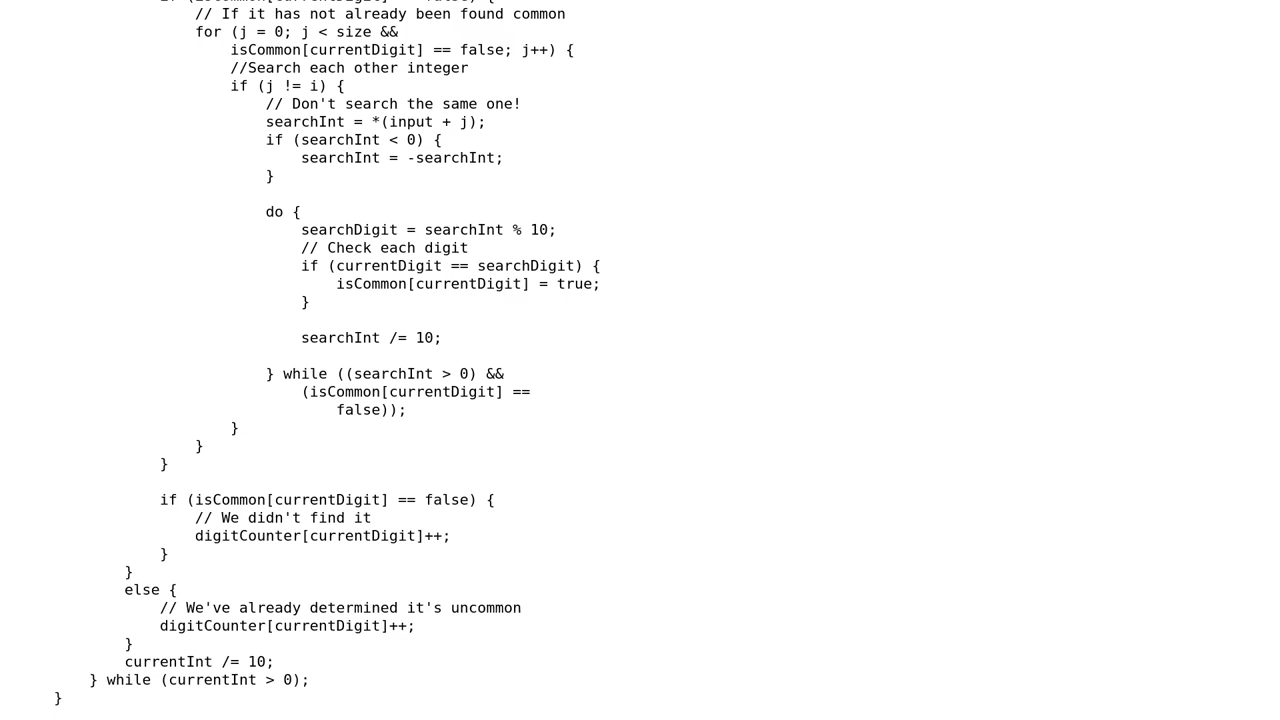 // If it has not already been found common
for (j = 0; j < size &&
isCommon[currentDigit] == false; j++) {
//Search each other integer
if (j != i) {
// Don't search the same one!
searchInt = *(input + j);
if (searchInt < 0) {
searchInt = -searchInt;
}
do {
searchDigit = searchInt % 10;
// Check each digit
if (currentDigit == searchDigit) {
isCommon[currentDigit] = true;
}
searchInt /= 10;
} while ((searchInt > 0) &&
(isCommon[currentDigit] ==
false));
}
}
}
if (isCommon[currentDigit] == false) {
// We didn't find it
digitCounter[currentDigit]++;
}
}
else {
// We've already determined it's uncommon
digitCounter[currentDigit]++;
}
currentInt /= 10;
} while (currentInt > 0);
}